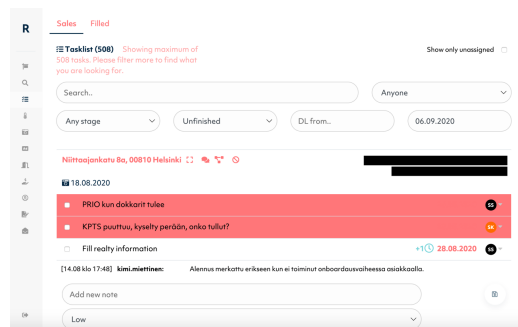 R
Sales Filled
Tasklist (508) Showing maximum of
508 tasks. Please filter more to find what
you are looking for.
Show only unassigned
Search..
Anyone
Any stage
Unfinished
DL from..
06.09.2020
Niittaajankatu 8a, 00810 Helsinki
18.08.2020
PRIO kun dokkarit tulee SS
KPTS puuttuu, kyselty perään, onko tullut? SK
Fill realty information +1 28.08.2020 SS
[14.08 klo 17:48] kimi.miettinen: Alennus merkattu erikseen kun ei toiminut onboardausvaiheessa asiakkaalla.
Add new note
Low